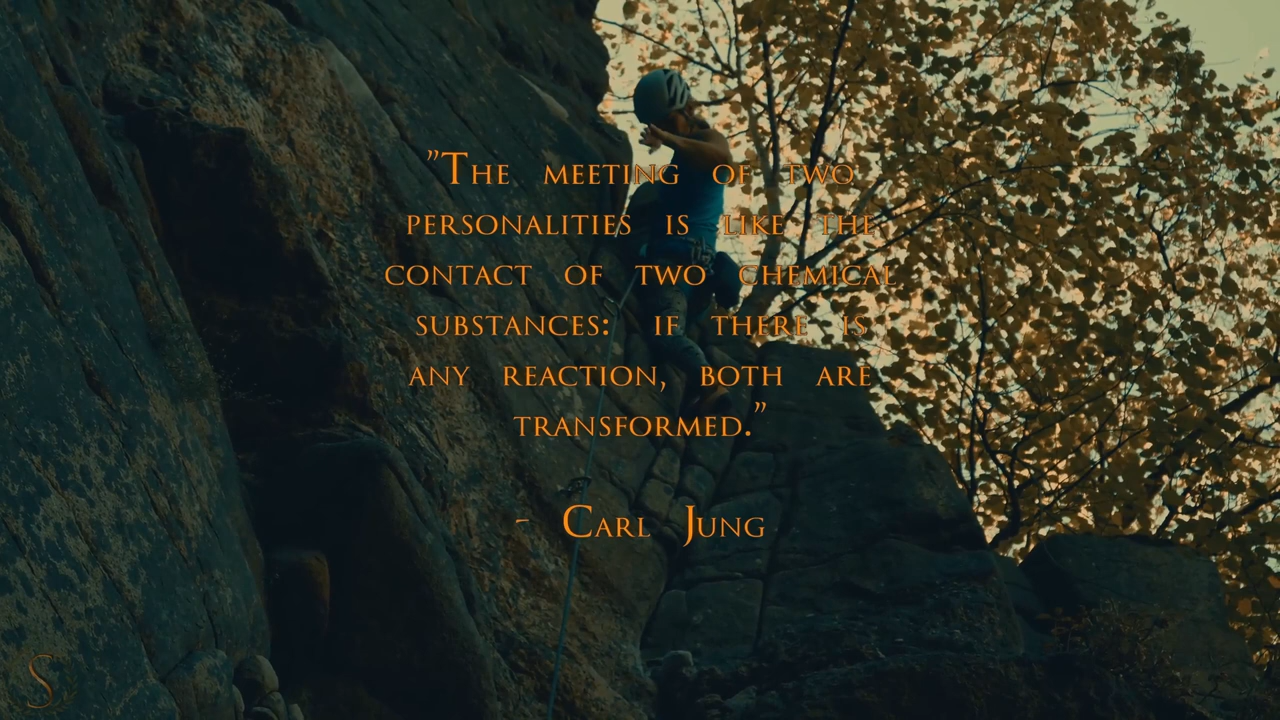 ”The meeting of two
personalities is like the
contact of two chemical
substances: if there is
any reaction, both are
transformed.”
- Carl Jung
S